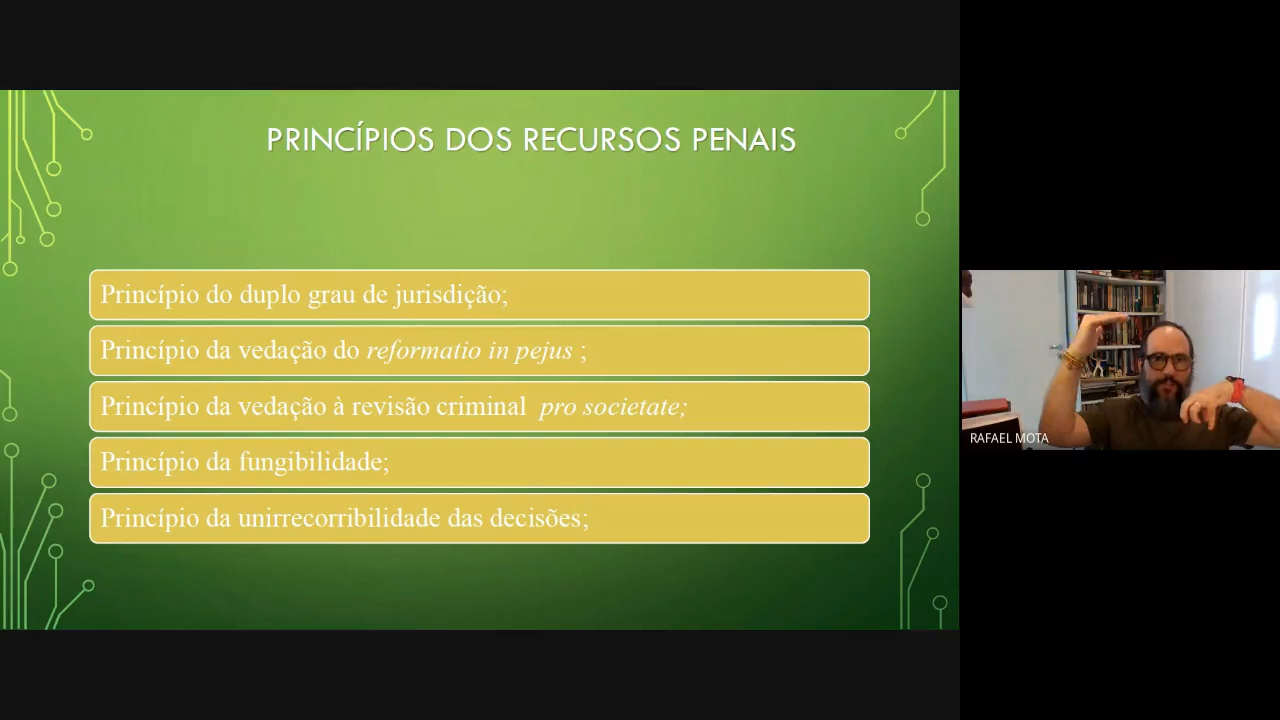 PRINCÍPIOS DOS RECURSOS PENAIS
Princípio do duplo grau de jurisdição;
Princípio da vedação do reformatio in pejus ;
Princípio da vedação à revisão criminal pro societate;
Princípio da fungibilidade;
Princípio da unirrecorribilidade das decisões;
RAFAEL MOTA